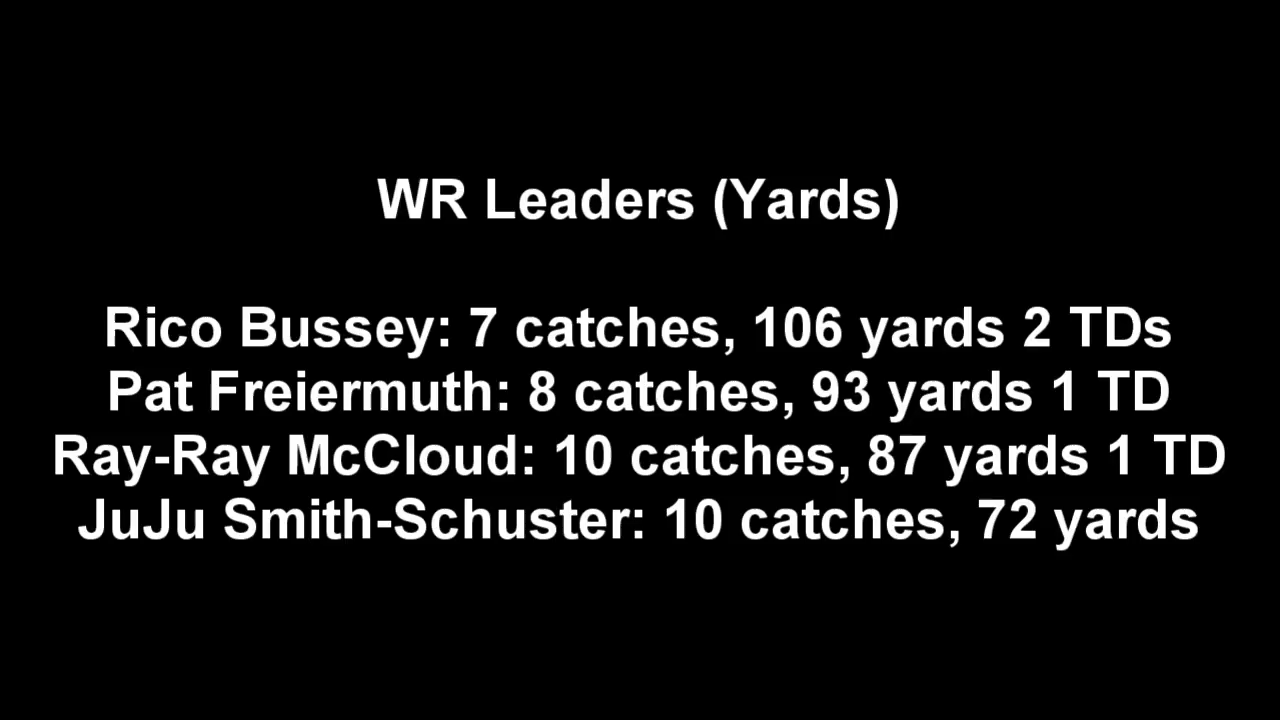 WR Leaders (Yards)
Rico Bussey: 7 catches, 106 yards 2 TDs
Pat Freiermuth: 8 catches, 93 yards 1 TD
Ray-Ray McCloud: 10 catches, 87 yards 1 TD
JuJu Smith-Schuster: 10 catches, 72 yards